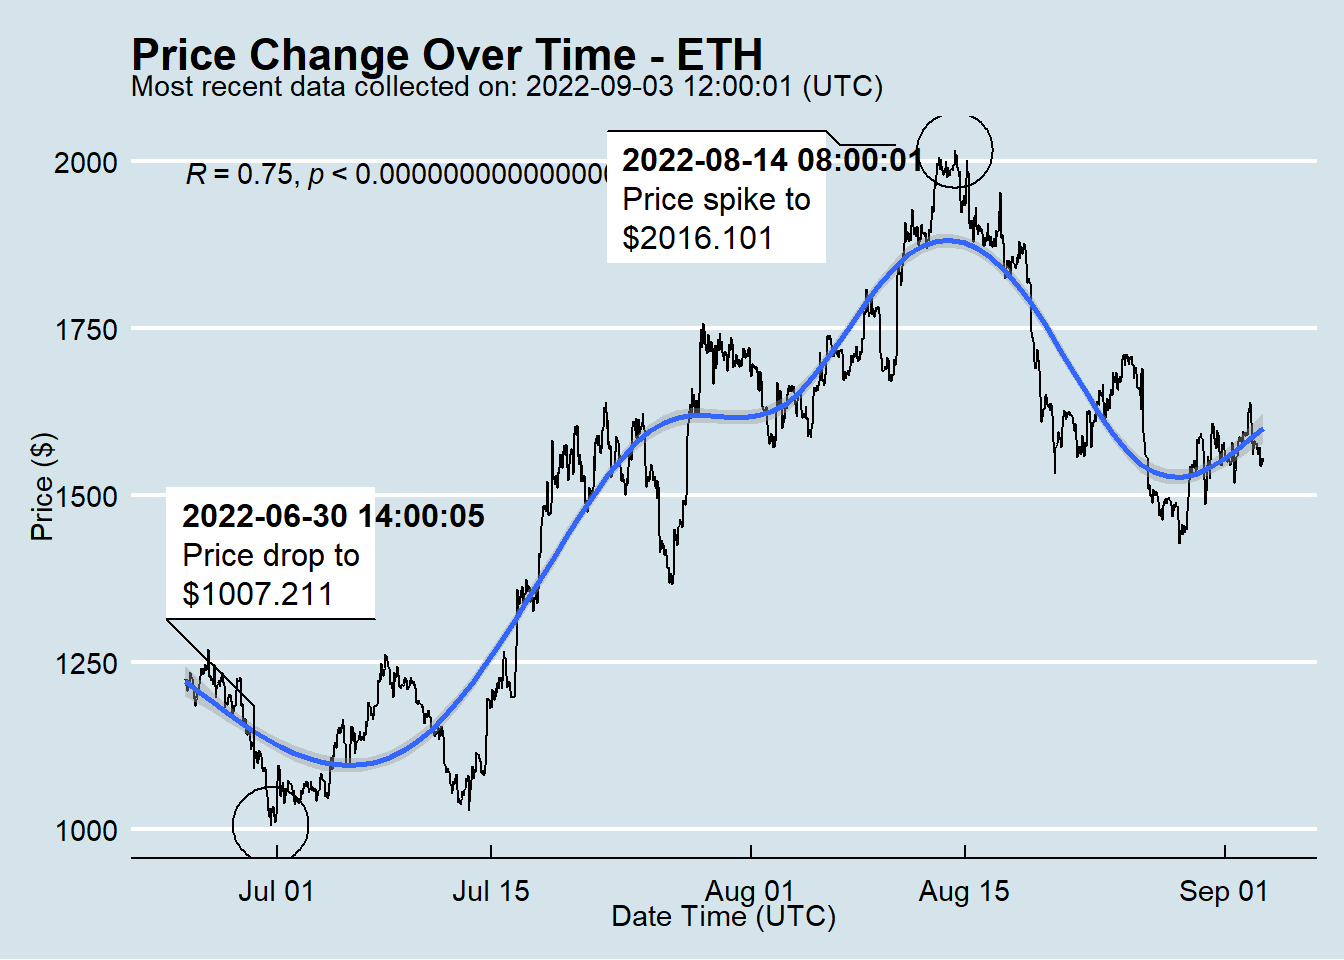 Price Change Over Time - ETH
Most recent data collected on: 2022-09-03 12:00:01 (UTC)
R = 0.75, p < 0.000000000000000
2022-08-14 08:00:01
Price spike to
$2016.101
2022-06-30 14:00:05
Price drop to
$1007.211
Price ($)
2000
1750
1500
1250
1000
Jul 01
Jul 15
Aug 01
Aug 15
Sep 01
Date Time (UTC)